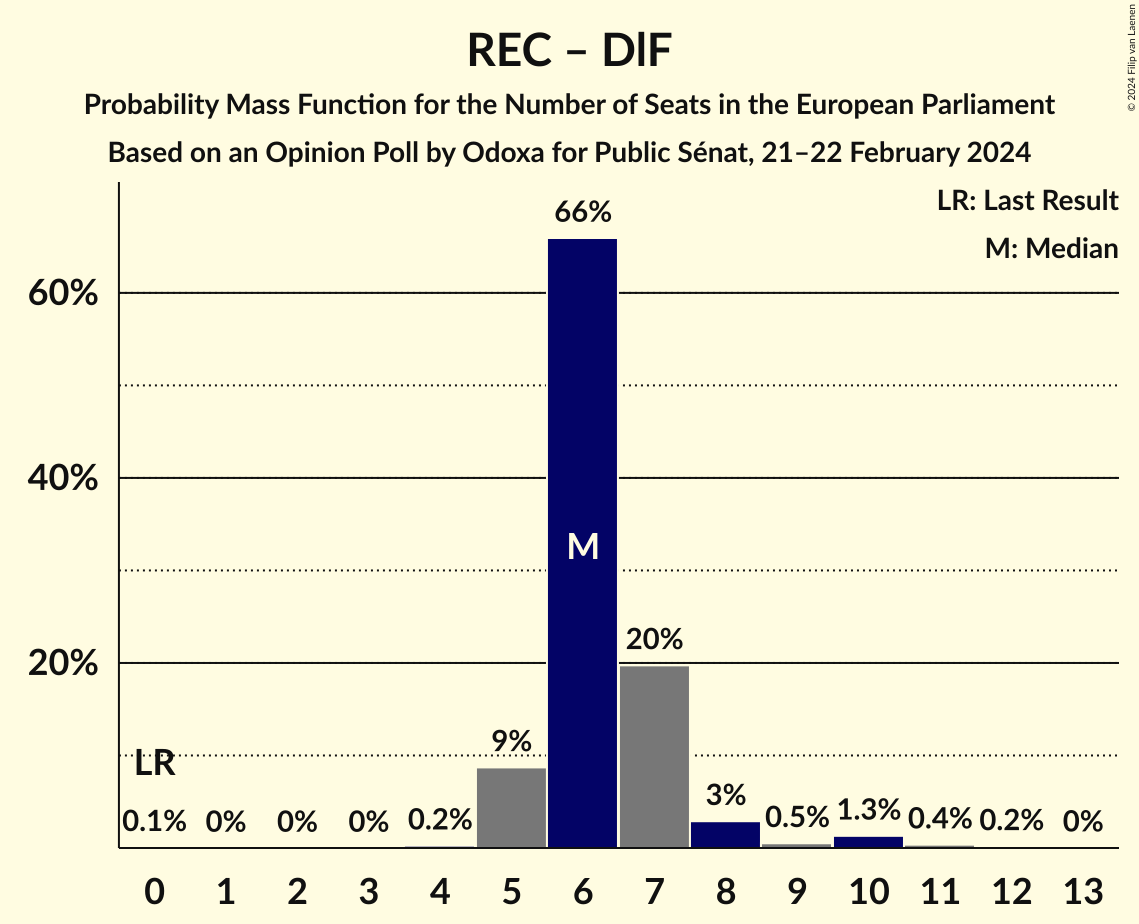 REC – DlF
Probability Mass Function for the Number of Seats in the European Parliament
Based on an Opinion Poll by Odoxa for Public Sénat, 21–22 February 2024
© 2024 Filip van Laenen
LR: Last Result
M: Median
60%
40%
20%
66%
M
20%
9%
LR
3%
0.1% 0% 0% 0% 0.2% 0.5% 1.3% 0.4% 0.2% 0%
0 1 2 3 4 5 6 7 8 9 10 11 12 13